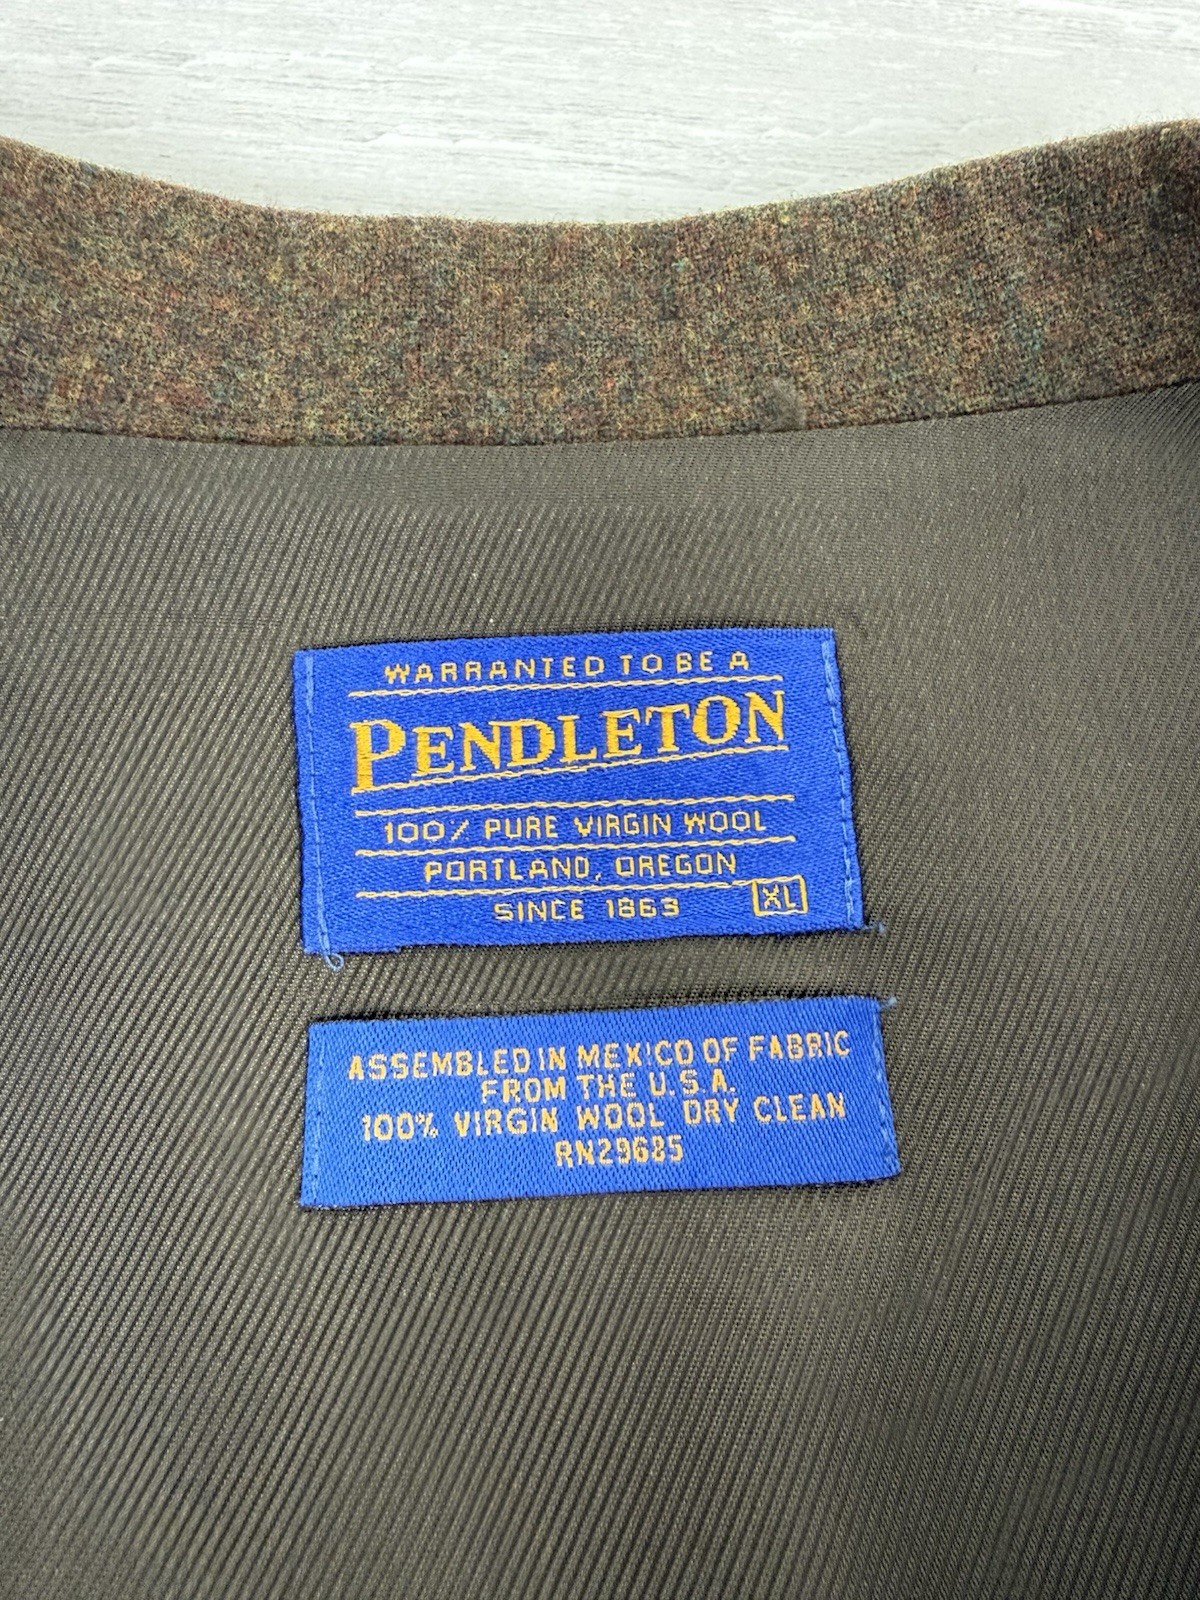 WARRANTED TO BE A
PENDLETON
100% PURE VIRGIN WOOL
PORTLAND, OREGON
SINCE 1863
XL
ASSEMBLED IN MEXICO OF FABRIC
FROM THE U.S.A.
100% VIRGIN WOOL DRY CLEAN
RN29685